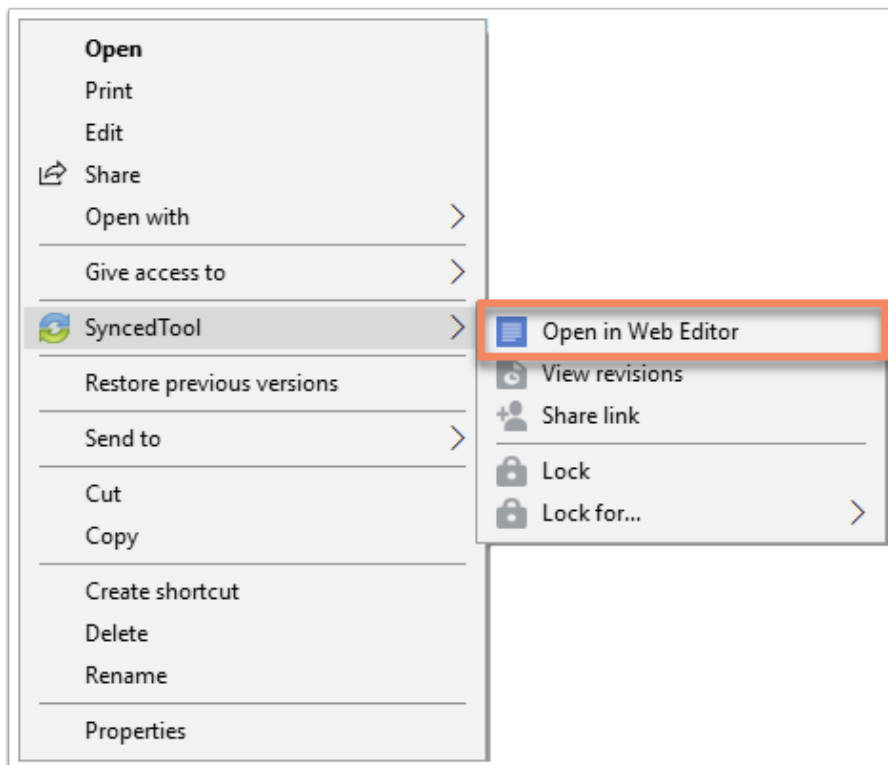 Open
Print
Edit
Share
Open with
Give access to
SyncedTool
Restore previous versions
Send to
Cut
Copy
Create shortcut
Delete
Rename
Properties
Open in Web Editor
View revisions
Share link
Lock
Lock for...